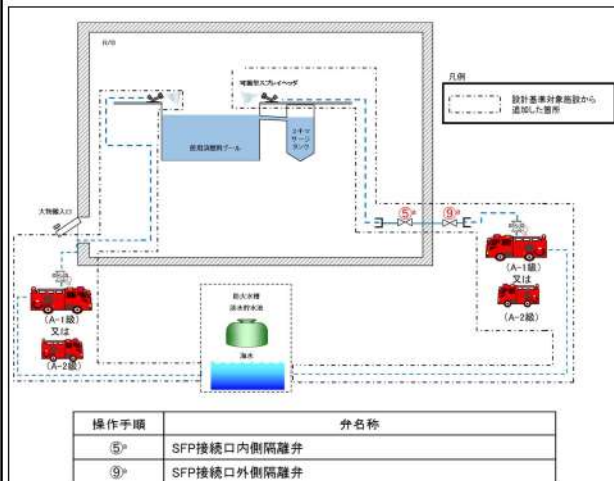 R/B
可搬型スプレイヘッダ
凡例
設計基準対象施設から
追加した箇所
使用済燃料プール
スキマ
サージ
タンク
大物搬入口
⑤
⑨
(A-1級)
又は
(A-2級)
(A-1級)
又は
(A-2級)
防火水槽
淡水貯水池
海水
操作手順
弁名称
⑤
SFP接続口内側隔離弁
⑨
SFP接続口外側隔離弁